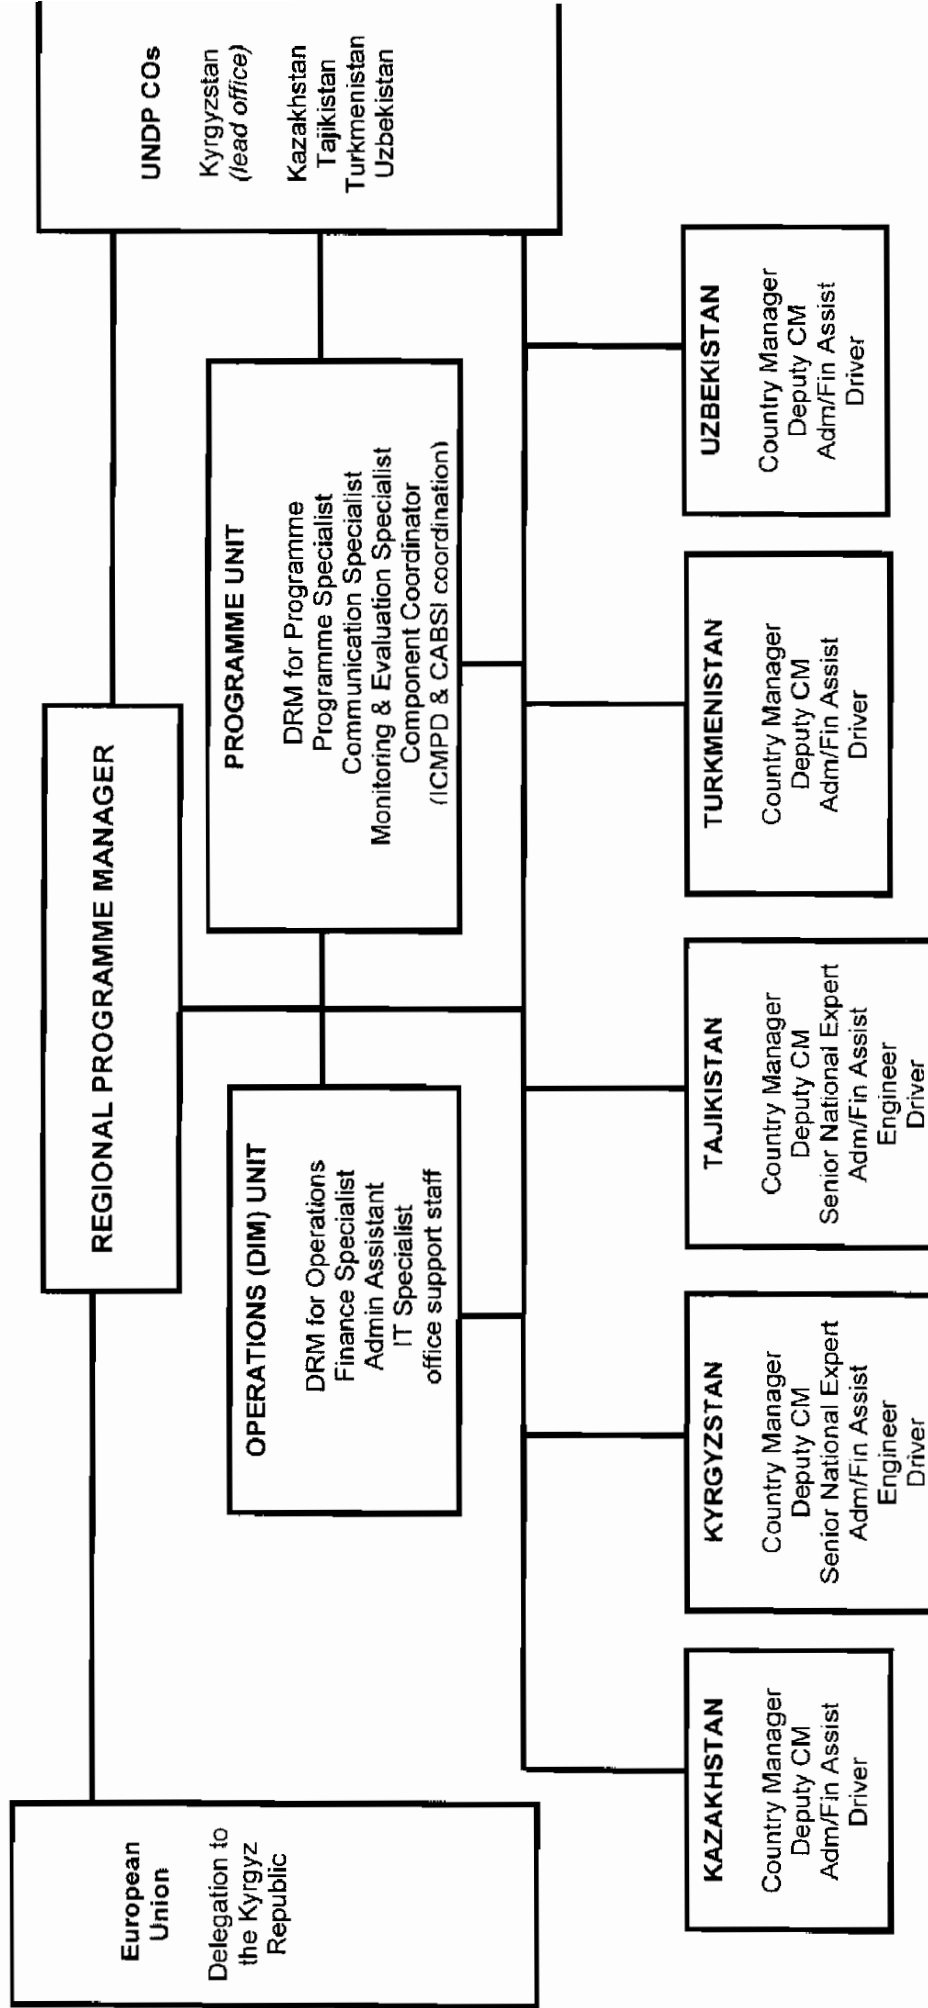 REGIONAL PROGRAMME MANAGER
European
Union
Delegation to
the Kyrgyz
Republic
UNDP COs
Kyrgyzstan
(lead office)
Kazakhstan
Tajikistan
Turkmenistan
Uzbekistan
OPERATIONS (DIM) UNIT
DRM for Operations
Finance Specialist
Admin Assistant
IT Specialist
office support staff
PROGRAMME UNIT
DRM for Programme
Programme Specialist
Communication Specialist
Monitoring & Evaluation Specialist
Component Coordinator
(ICMPD & CABSI coordination)
KAZAKHSTAN
Country Manager
Deputy CM
Adm/Fin Assist
Driver
KYRGYZSTAN
Country Manager
Deputy CM
Senior National Expert
Adm/Fin Assist
Engineer
Driver
TAJIKISTAN
Country Manager
Deputy CM
Senior National Expert
Adm/Fin Assist
Engineer
Driver
TURKMENISTAN
Country Manager
Deputy CM
Adm/Fin Assist
Driver
UZBEKISTAN
Country Manager
Deputy CM
Adm/Fin Assist
Driver